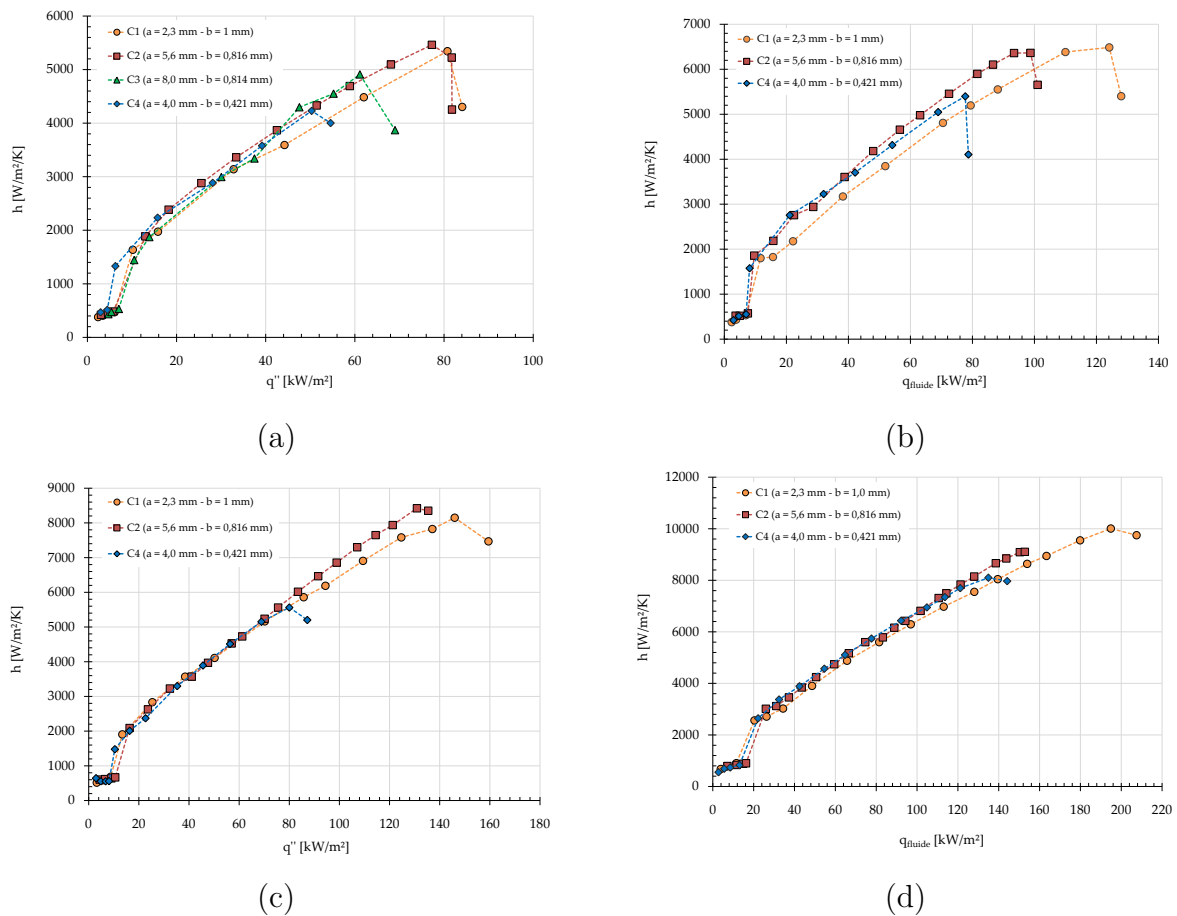 6000
5000
4000
3000
2000
1000
0
h [W/m²/K]
C1 (a = 2,3 mm - b = 1 mm)
C2 (a = 5,6 mm - b = 0,816 mm)
C3 (a = 8,0 mm - b = 0,814 mm)
C4 (a = 4,0 mm - b = 0,421 mm)
0 20 40 60 80 100
q'' [kW/m²]
(a)
7000
6000
5000
4000
3000
2000
1000
0
h [W/m²/K]
C1 (a = 2,3 mm - b = 1 mm)
C2 (a = 5,6 mm - b = 0,816 mm)
C4 (a = 4,0 mm - b = 0,421 mm)
0 20 40 60 80 100 120 140
q_fluide [kW/m²]
(b)
9000
8000
7000
6000
5000
4000
3000
2000
1000
0
h [W/m²/K]
C1 (a = 2,3 mm - b = 1 mm)
C2 (a = 5,6 mm - b = 0,816 mm)
C4 (a = 4,0 mm - b = 0,421 mm)
0 20 40 60 80 100 120 140 160 180
q'' [kW/m²]
(c)
12000
10000
8000
6000
4000
2000
0
h [W/m²/K]
C1 (a = 2,3 mm - b = 1,0 mm)
C2 (a = 5,6 mm - b = 0,816 mm)
C4 (a = 4,0 mm - b = 0,421 mm)
0 20 40 60 80 100 120 140 160 180 200 220
q_fluide [kW/m²]
(d)